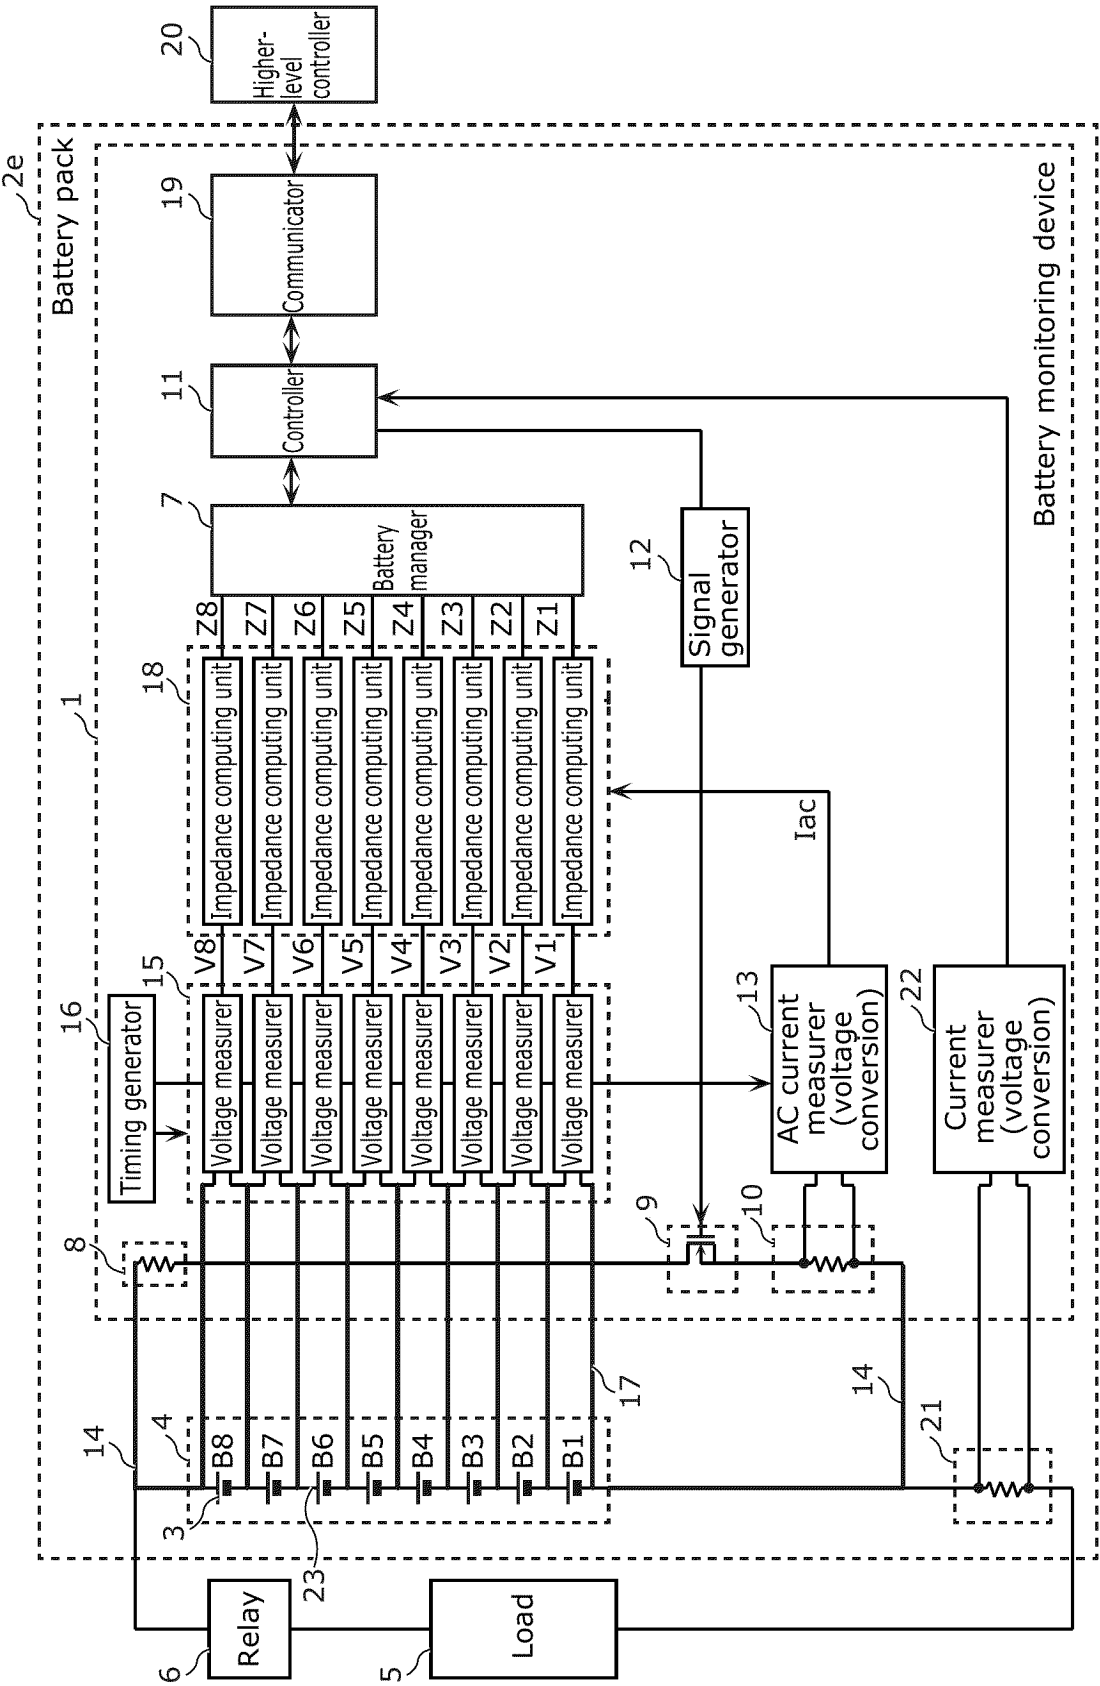 2e
Battery pack
1
Battery monitoring device
20
Higher-
level
controller
19
Communicator
11
Controller
7
Battery
manager
Z8
Z7
Z6
Z5
Z4
Z3
Z2
Z1
18
Impedance computing unit
Impedance computing unit
Impedance computing unit
Impedance computing unit
Impedance computing unit
Impedance computing unit
Impedance computing unit
Impedance computing unit
12
Signal
generator
Iac
V8
V7
V6
V5
V4
V3
V2
V1
15
16
Timing generator
Voltage measurer
Voltage measurer
Voltage measurer
Voltage measurer
Voltage measurer
Voltage measurer
Voltage measurer
Voltage measurer
13
AC current
measurer
(voltage
conversion)
22
Current
measurer
(voltage
conversion)
8
9
10
14
4
17
14
21
B8
B7
B6
B5
B4
B3
B2
B1
3
23
6
Relay
5
Load